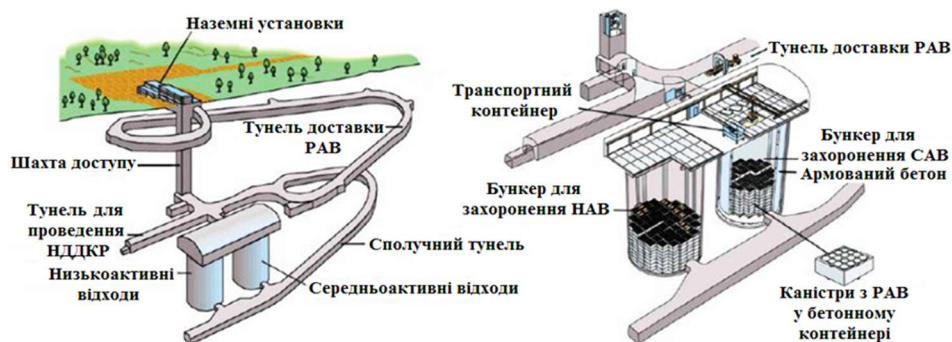 Наземні установки
Тунель доставки
РАВ
Шахта доступу
Тунель для
проведення
НДДКР
Низькоактивні
відходи
Середньоактивні відходи
Сполучний тунель
Тунель доставки РАВ
Транспортний
контейнер
Бункер для
захоронення САВ
Армований бетон
Бункер для
захоронення НАВ
Каністри з РАВ
у бетонному
контейнері